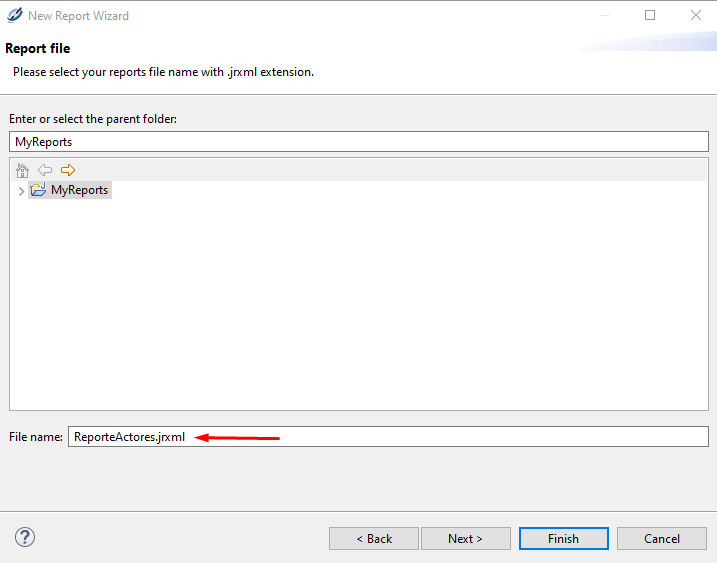 New Report Wizard
Report file
Please select your reports file name with .jrxml extension.
Enter or select the parent folder:
MyReports
MyReports
File name: ReporteActores.jrxml
? < Back Next > Finish Cancel